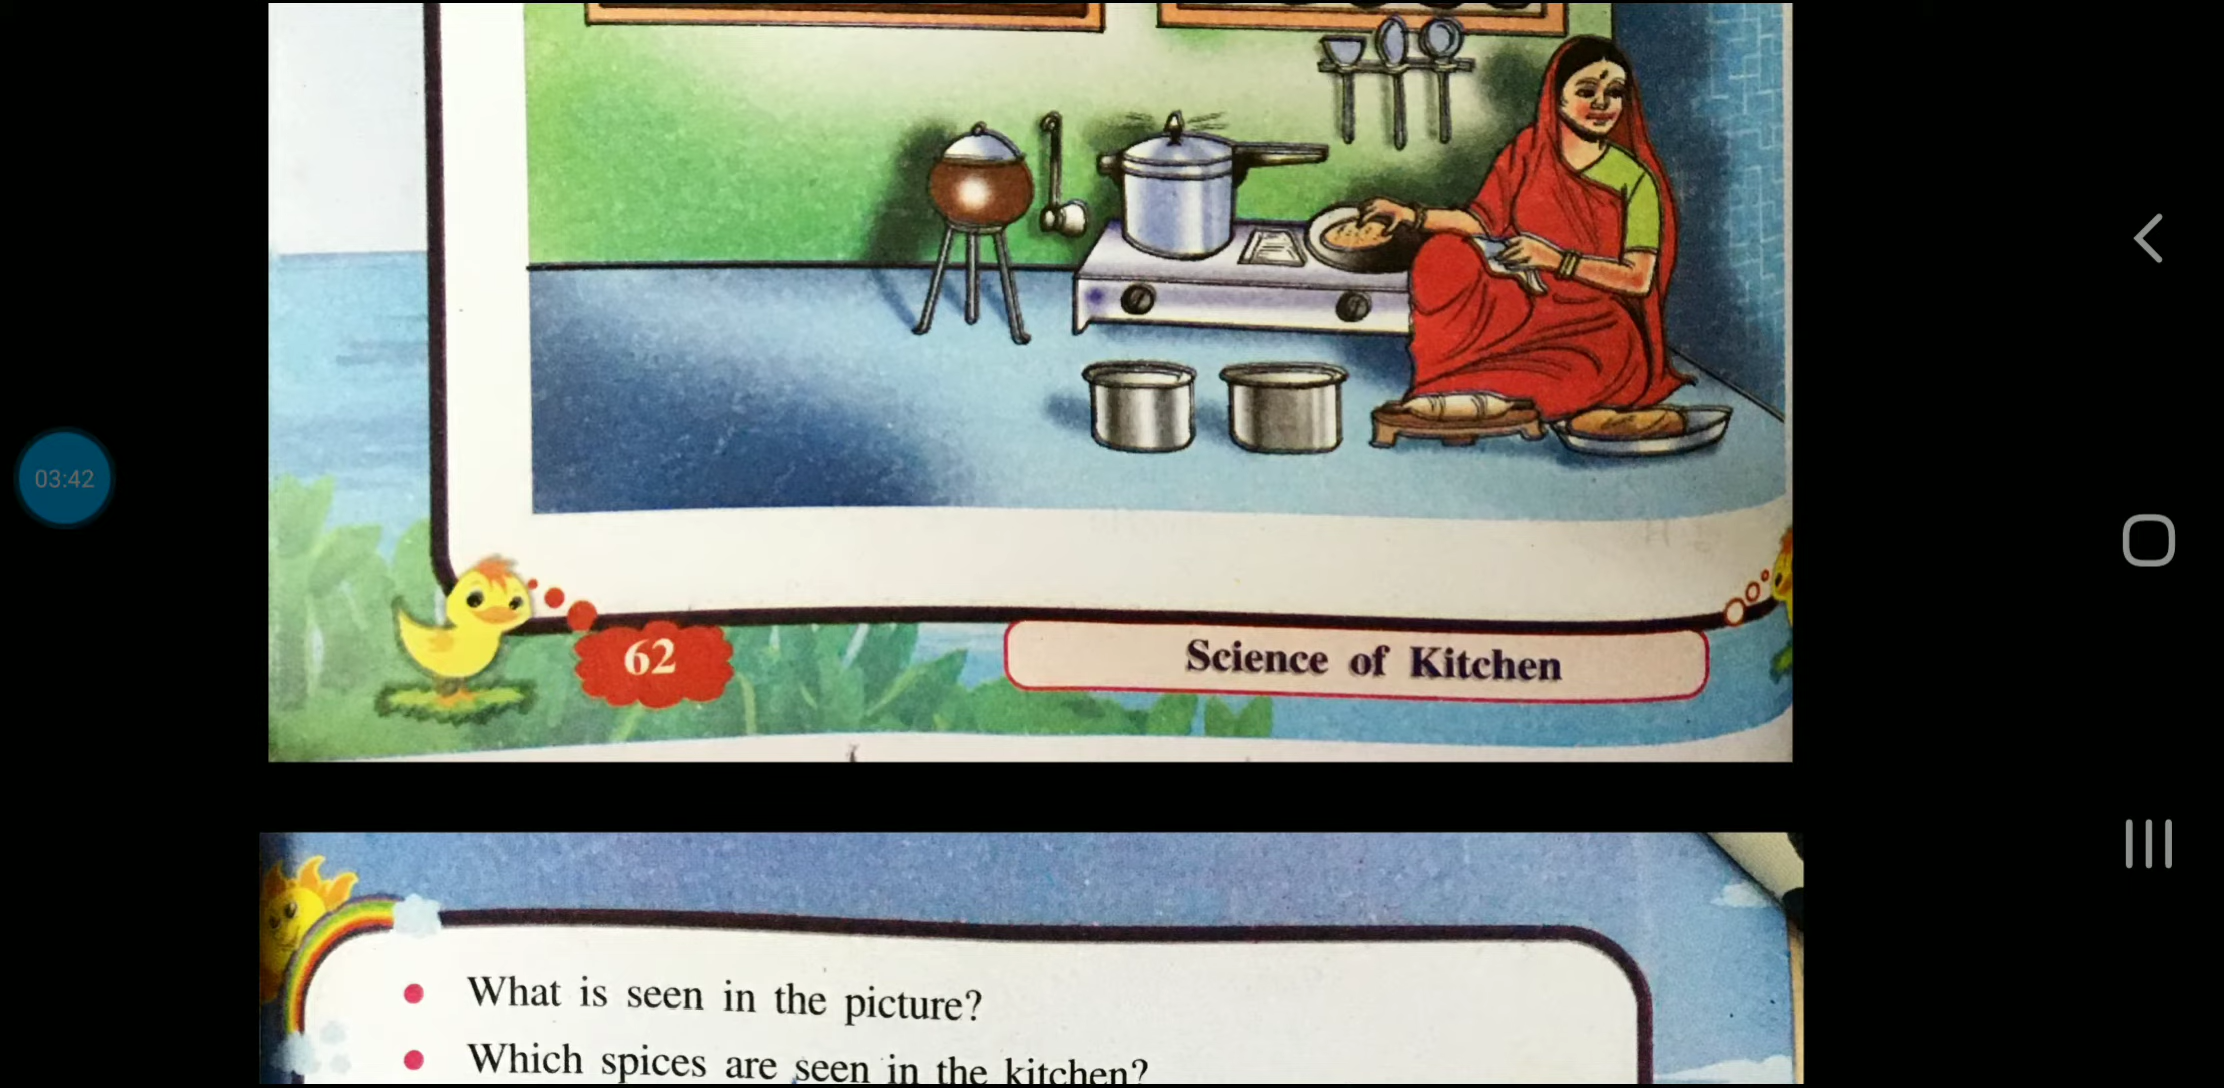 03:42
62
Science of Kitchen
What is seen in the picture?
Which spices are seen in the kitchen?